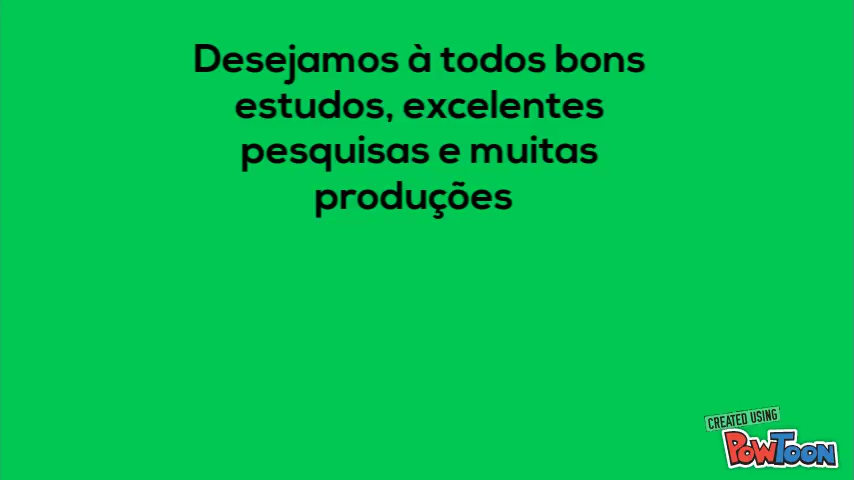 Desejamos à todos bons
estudos, excelentes
pesquisas e muitas
produções
CREATED USING
PowToon